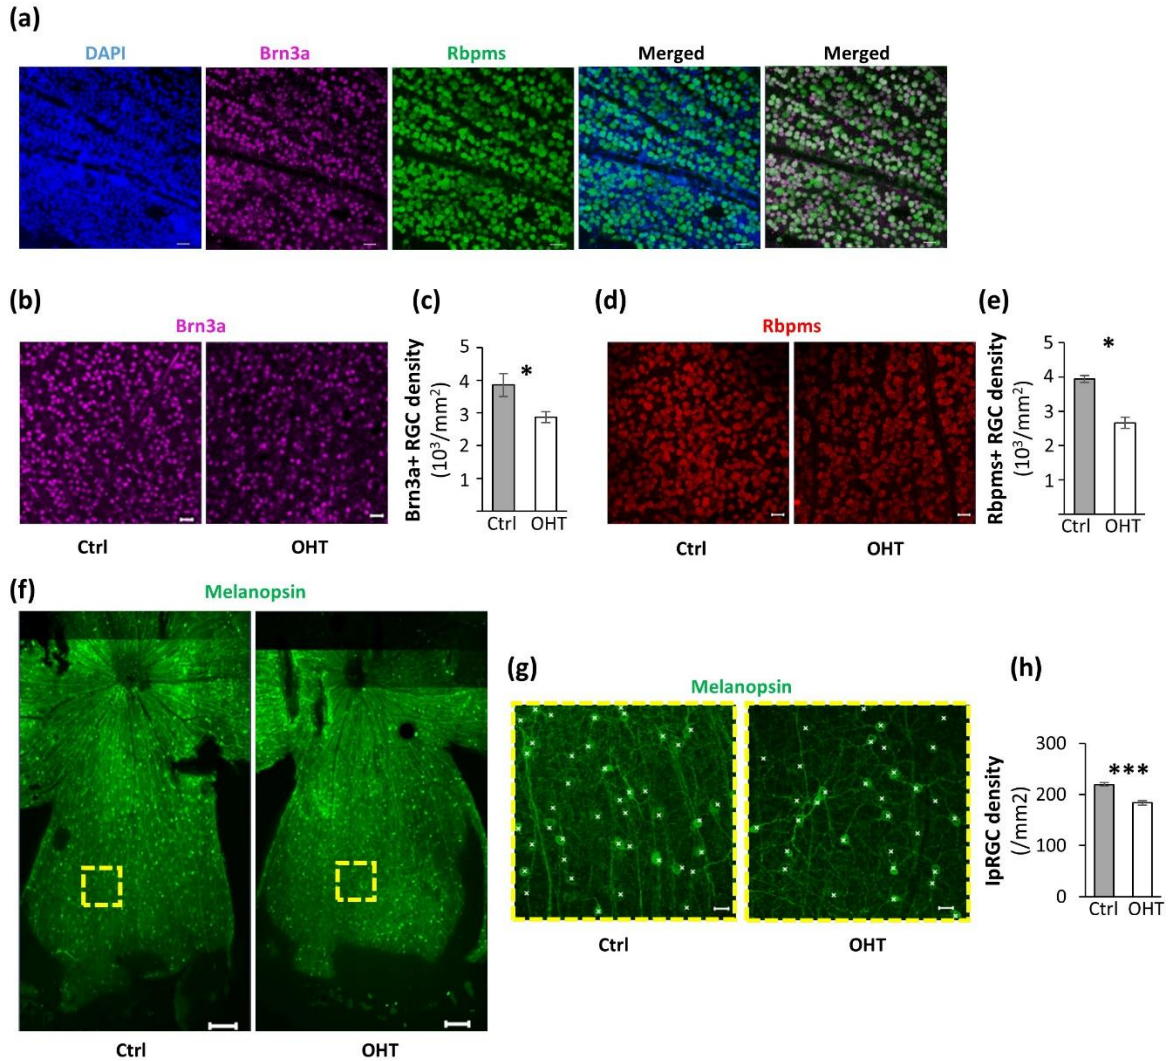 (a)
DAPI Brn3a Rbpms Merged Merged
(b) (c) (d) (e)
Brn3a
Ctrl OHT
Brn3a+ RGC density
(10³/mm²)
5
4
3
2
1
*
Ctrl OHT
Rbpms
Ctrl OHT
Rbpms+ RGC density
(10³/mm²)
5
4
3
2
1
0
*
Ctrl OHT
(f)
Melanopsin
Ctrl OHT
(g)
Melanopsin
Ctrl OHT
(h)
IpRGC density
(/mm2)
300
200
100
0
***
Ctrl OHT